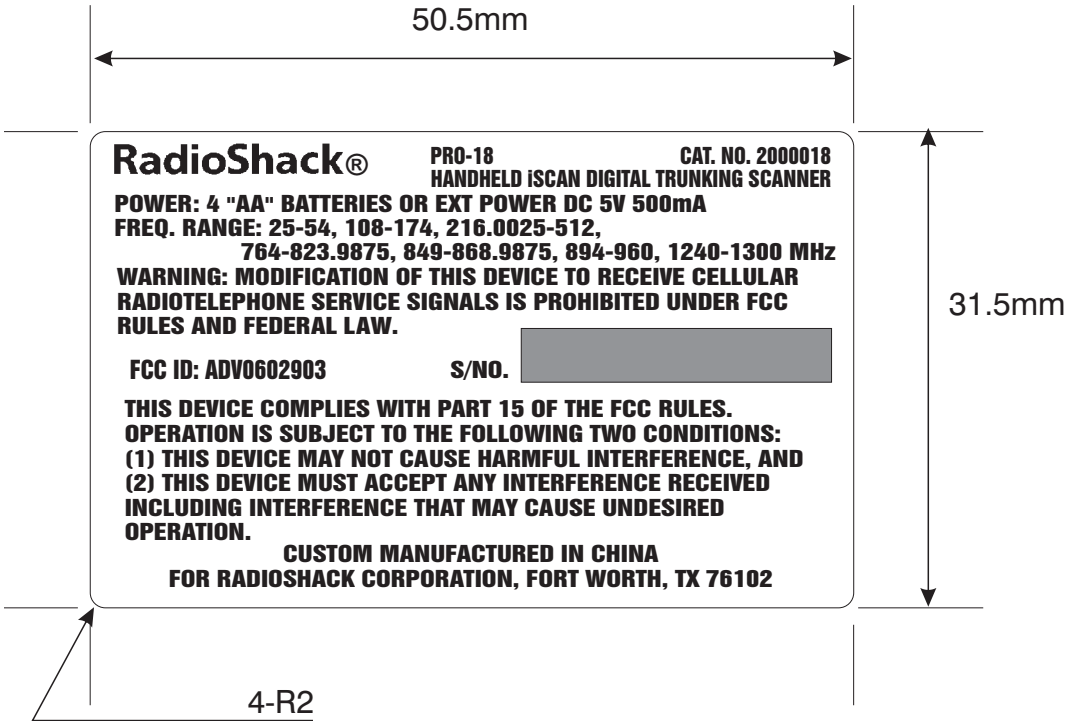 50.5mm
RadioShack® PRO-18 CAT. NO. 2000018
HANDHELD iSCAN DIGITAL TRUNKING SCANNER
POWER: 4 "AA" BATTERIES OR EXT POWER DC 5V 500mA
FREQ. RANGE: 25-54, 108-174, 216.0025-512,
764-823.9875, 849-868.9875, 894-960, 1240-1300 MHz
WARNING: MODIFICATION OF THIS DEVICE TO RECEIVE CELLULAR
RADIOTELEPHONE SERVICE SIGNALS IS PROHIBITED UNDER FCC
RULES AND FEDERAL LAW.
31.5mm
FCC ID: ADV0602903 S/NO.
THIS DEVICE COMPLIES WITH PART 15 OF THE FCC RULES.
OPERATION IS SUBJECT TO THE FOLLOWING TWO CONDITIONS:
(1) THIS DEVICE MAY NOT CAUSE HARMFUL INTERFERENCE, AND
(2) THIS DEVICE MUST ACCEPT ANY INTERFERENCE RECEIVED
INCLUDING INTERFERENCE THAT MAY CAUSE UNDESIRED
OPERATION.
CUSTOM MANUFACTURED IN CHINA
FOR RADIOSHACK CORPORATION, FORT WORTH, TX 76102
4-R2